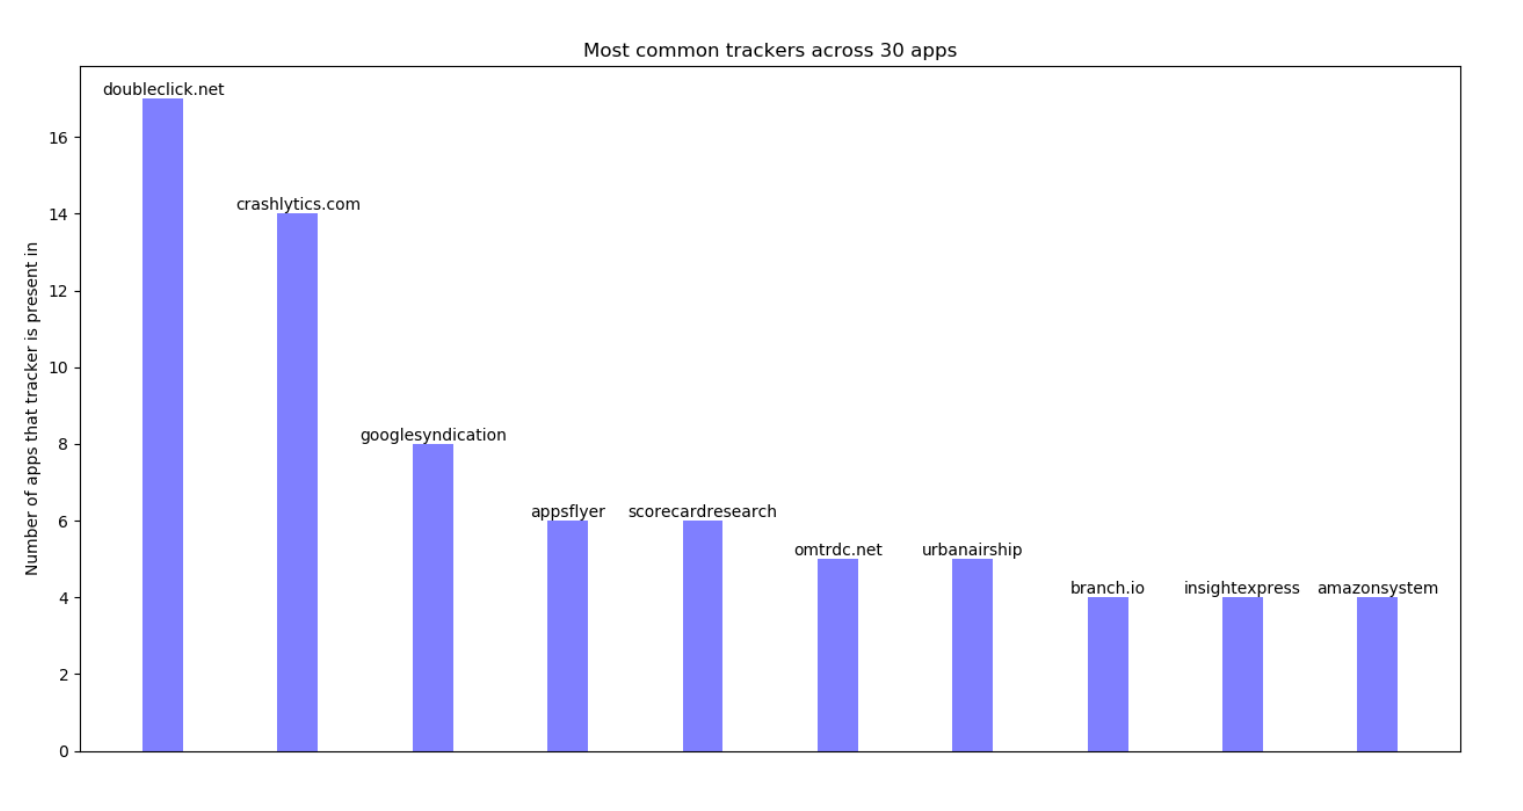 Most common trackers across 30 apps
Number of apps that tracker is present in
16
14
12
10
8
6
4
2
0
doubleclick.net
crashlytics.com
googlesyndication
appsflyer
scorecardresearch
omtrdc.net
urbanairship
branch.io
insightexpress
amazonsystem